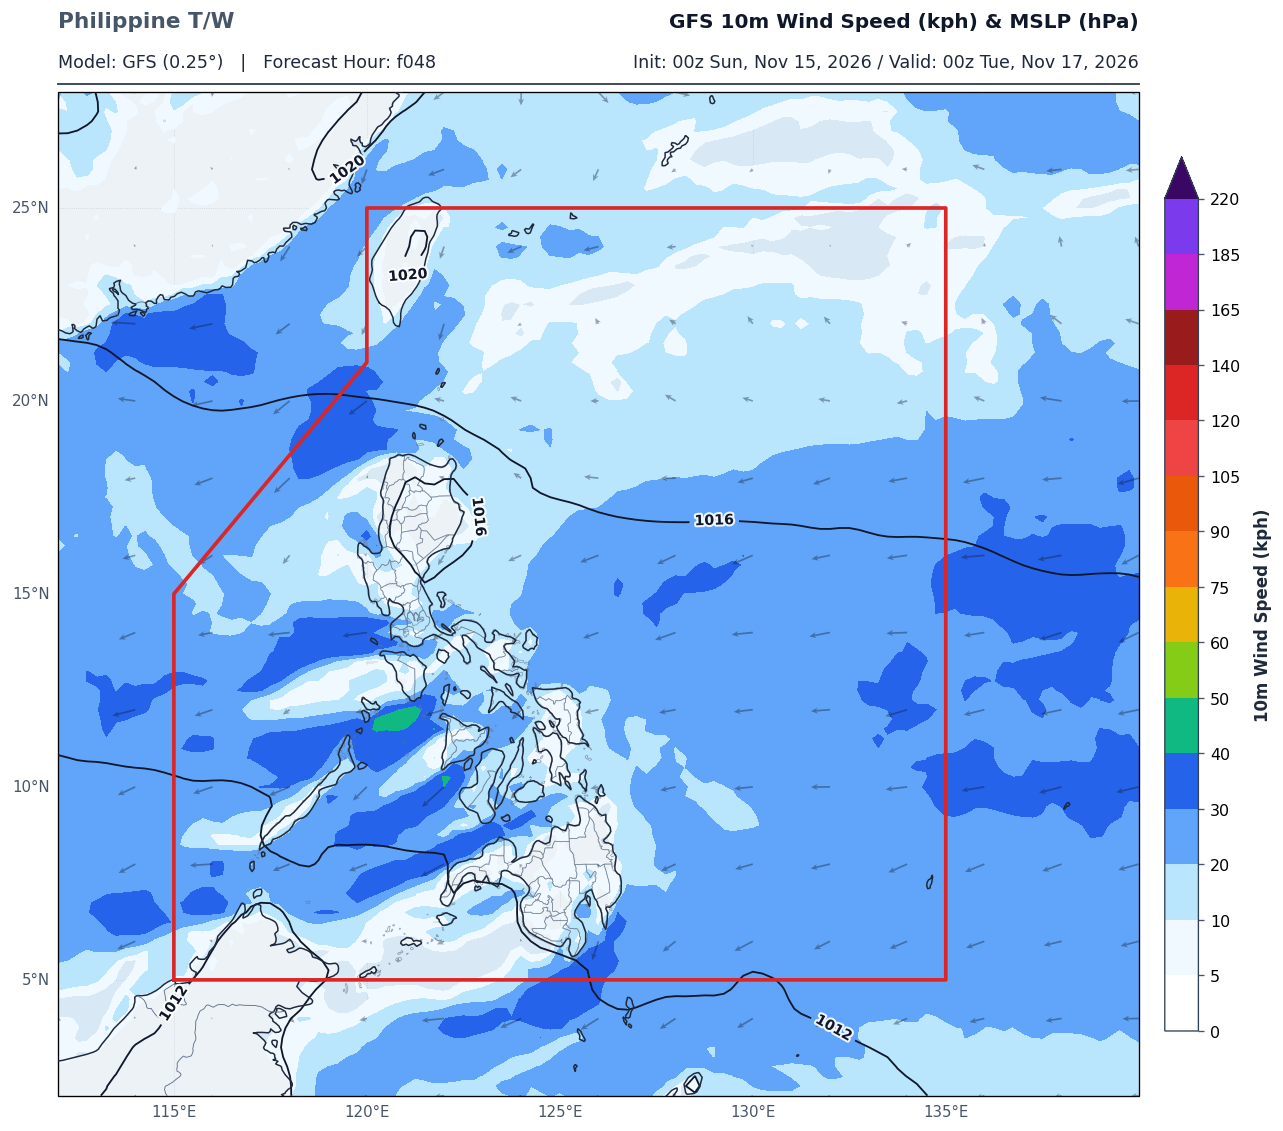 Philippine T/W
GFS 10m Wind Speed (kph) & MSLP (hPa)
Model: GFS (0.25°) | Forecast Hour: f048
Init: 00z Sun, Nov 15, 2026 / Valid: 00z Tue, Nov 17, 2026
1020
25°N
1020
20°N
1016
1016
15°N
10°N
5°N
1012
1012
115°E
120°E
125°E
130°E
135°E
220
185
165
140
120
105
90
75
60
50
40
30
20
10
5
0
10m Wind Speed (kph)